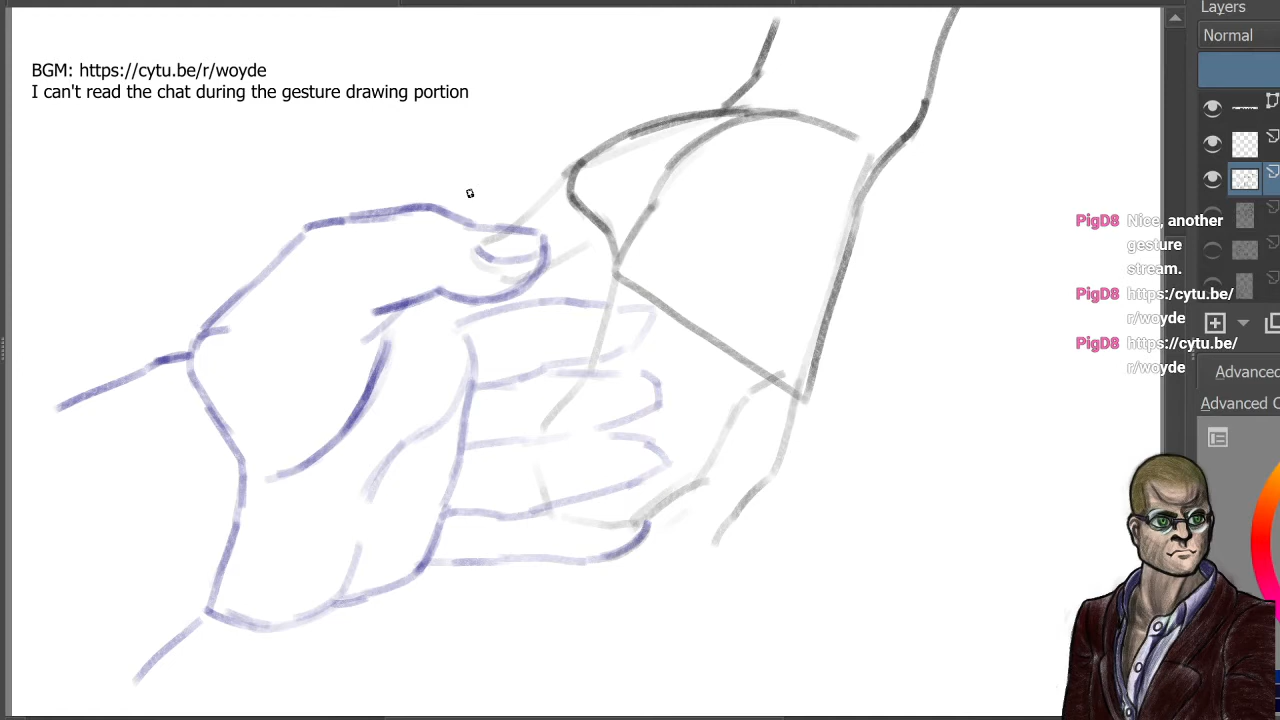 Layers
BGM: https://cytu.be/r/woyde
I can't read the chat during the gesture drawing portion
Normal
PigD8 Nice, another
gesture
stream.
PigD8 https:/cytu.be/
r/woyde
PigD8 https://cytu.be/
r/woyde
Advanced
Advanced C